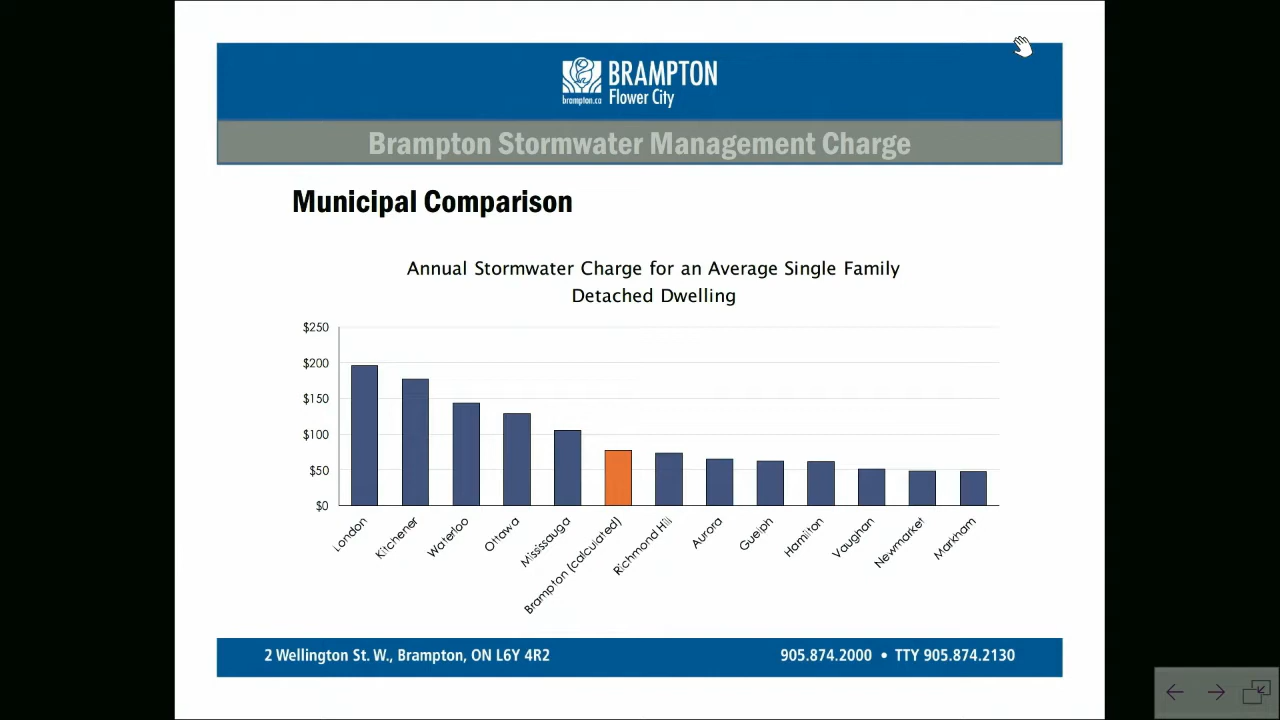 BRAMPTON
brampton.ca
Flower City
Brampton Stormwater Management Charge
Municipal Comparison
Annual Stormwater Charge for an Average Single Family
Detached Dwelling
$250
$200
$150
$100
$50
$0
London
Kitchener
Waterloo
Ottawa
Mississauga
Brampton (calculated)
Richmond Hill
Aurora
Guelph
Hamilton
Vaughan
Newmarket
Markham
2 Wellington St. W., Brampton, ON L6Y 4R2
905.874.2000 • TTY 905.874.2130